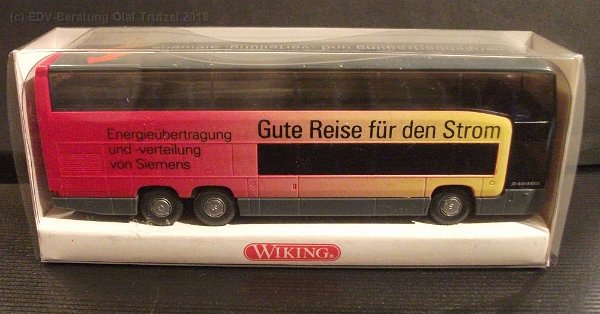 (c) EDV-Beratung Olaf Trutzel 2018
Gute Reise für den Strom
Energieübertragung
und -verteilung
von Siemens
WIKING®